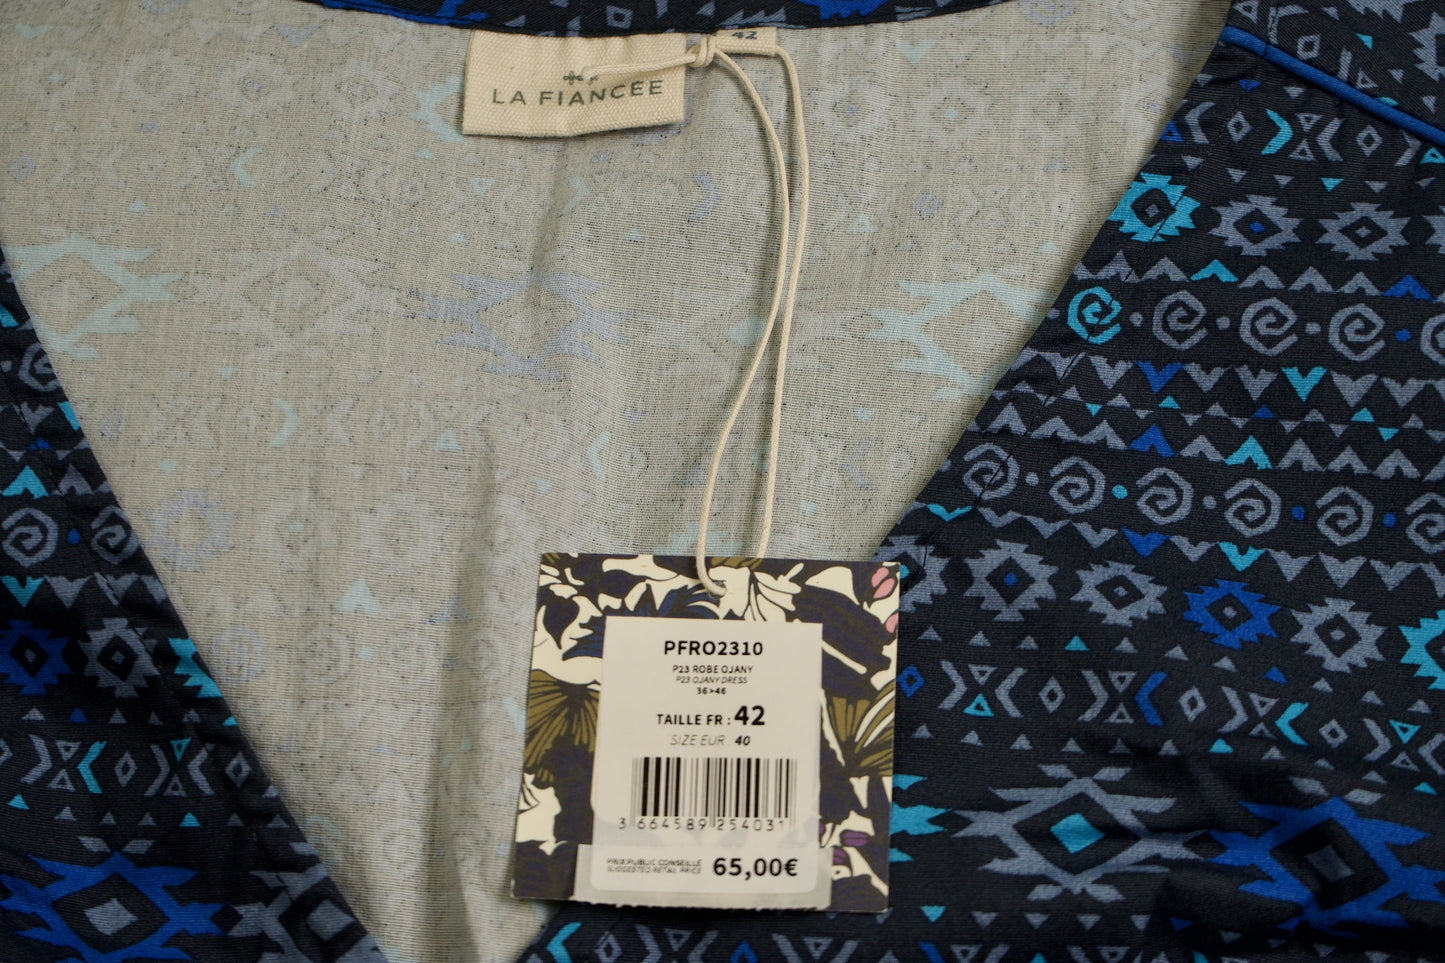 42
LA FIANCÉE
PFRO2310
P23 ROBE OJANY
P23 OJANY DRESS
36>46
TAILLE FR : 42
SIZE EUR 40
3 664589 254031
PRIX PUBLIC CONSEILLE
SUGGESTED RETAIL PRICE
65,00€